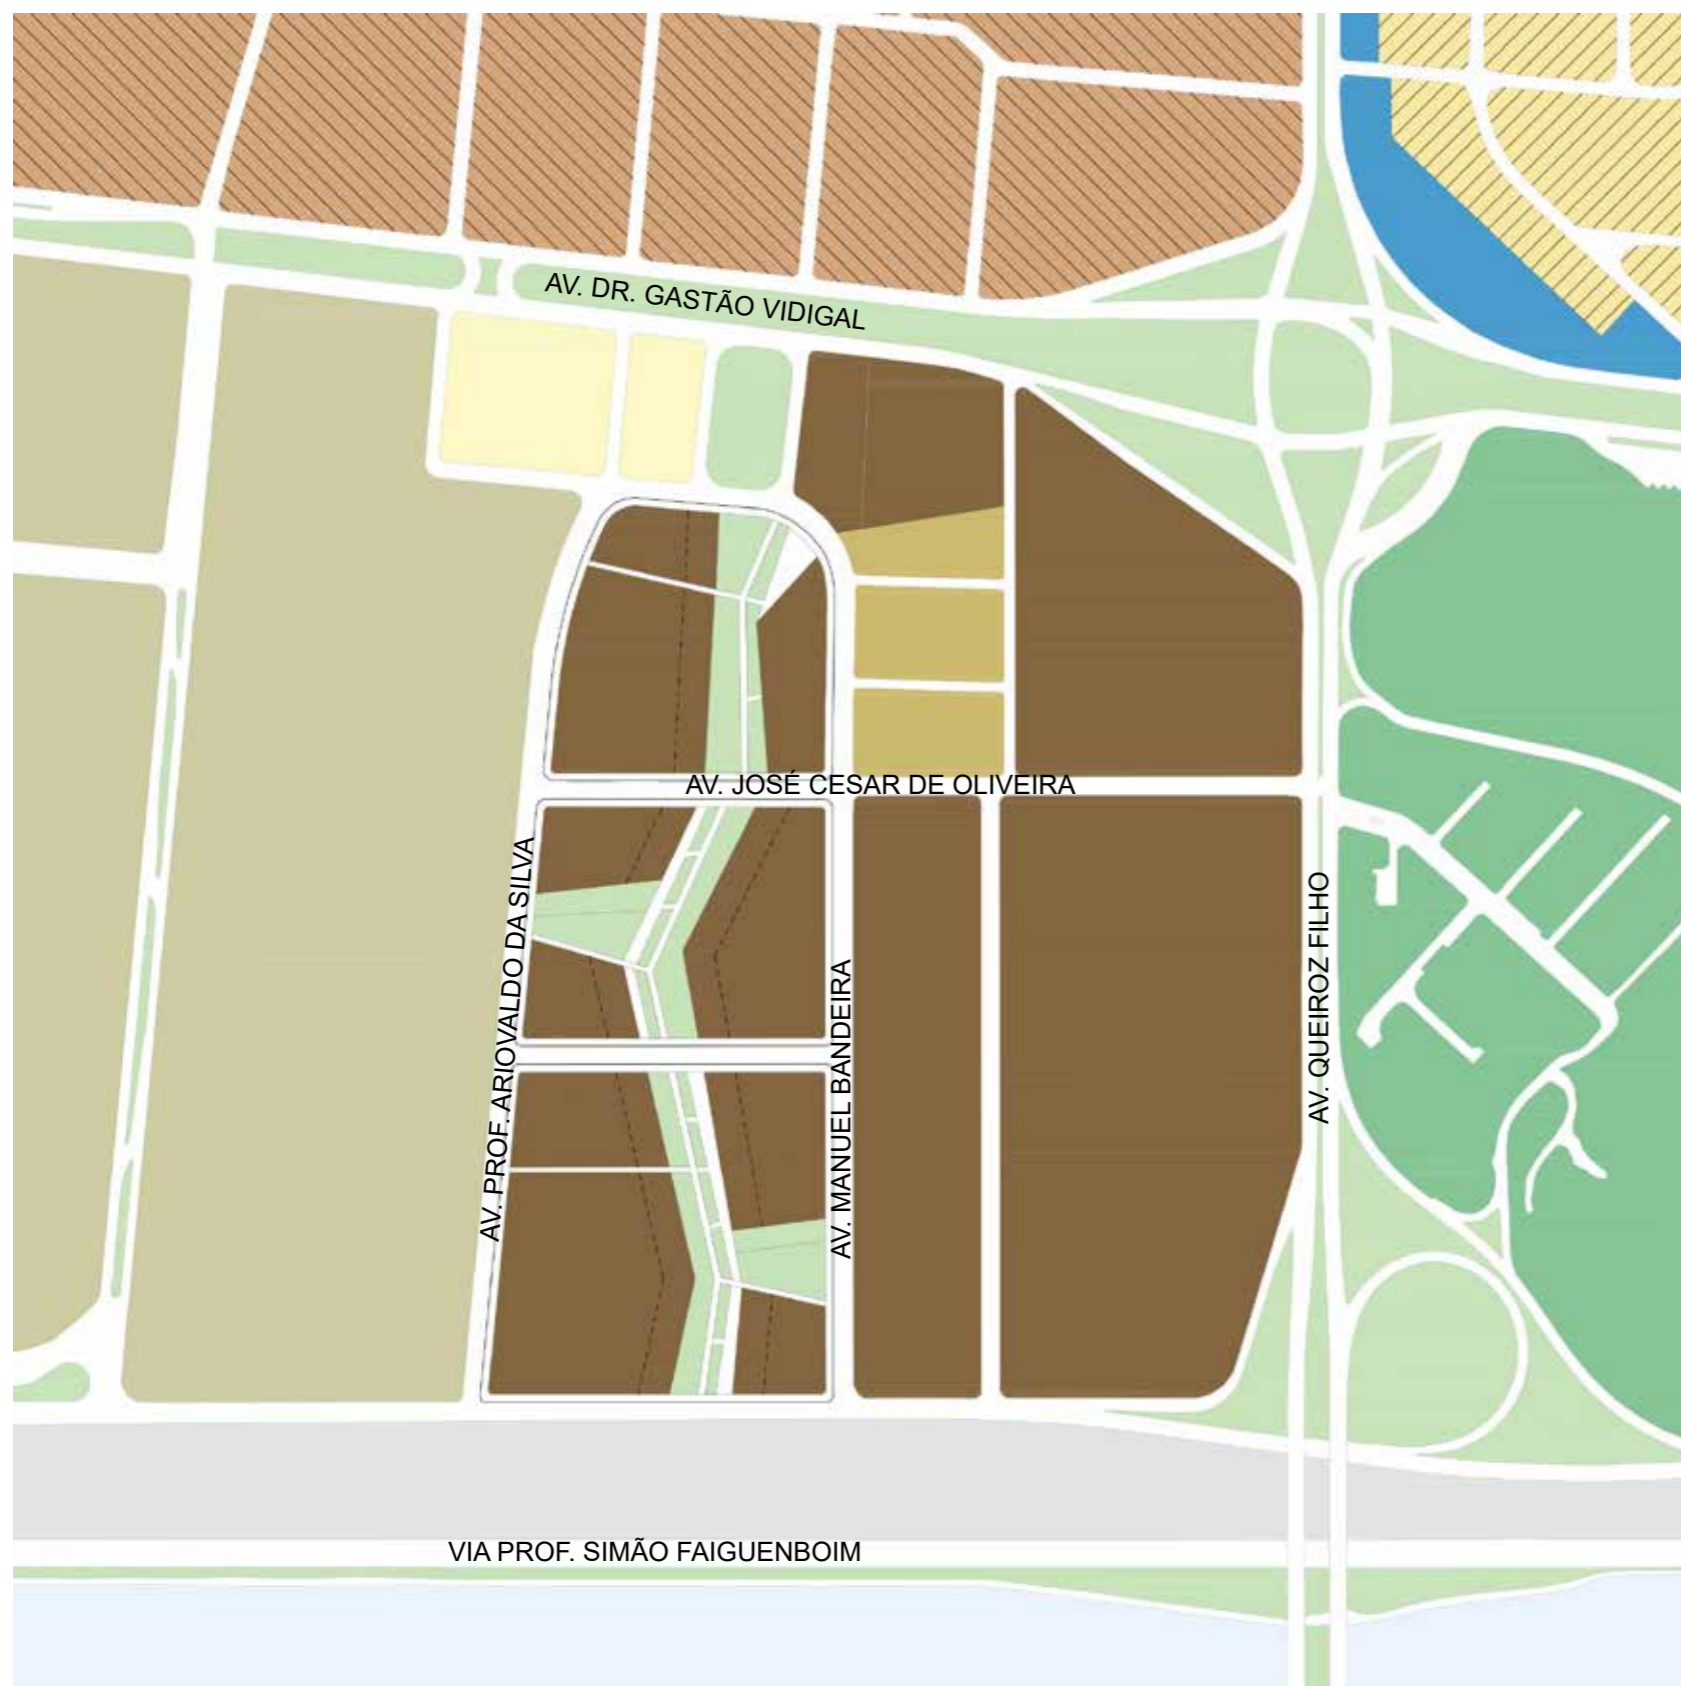 AV. DR. GASTÃO VIDIGAL
AV. JOSÉ CESAR DE OLIVEIRA
AV. PROF. ARIOVALDO DA SILVA
AV. MANUEL BANDEIRA
AV. QUEIROZ FILHO
VIA PROF. SIMÃO FAIGUENBOIM